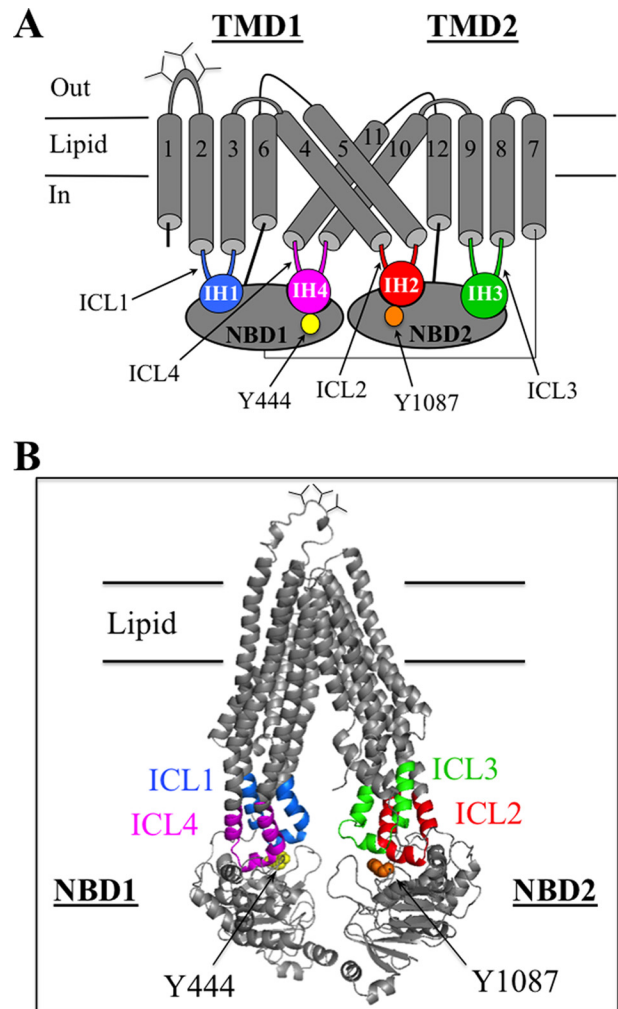 A
TMD1 TMD2
Out
Lipid
In
1 2 3 6 4 5 11 10 12 9 8 7
ICL1
IH1 IH4 IH2 IH3
NBD1 NBD2
ICL4
Y444
ICL2
Y1087
ICL3
B
Lipid
ICL1
ICL4
ICL3
ICL2
NBD1 NBD2
Y444 Y1087